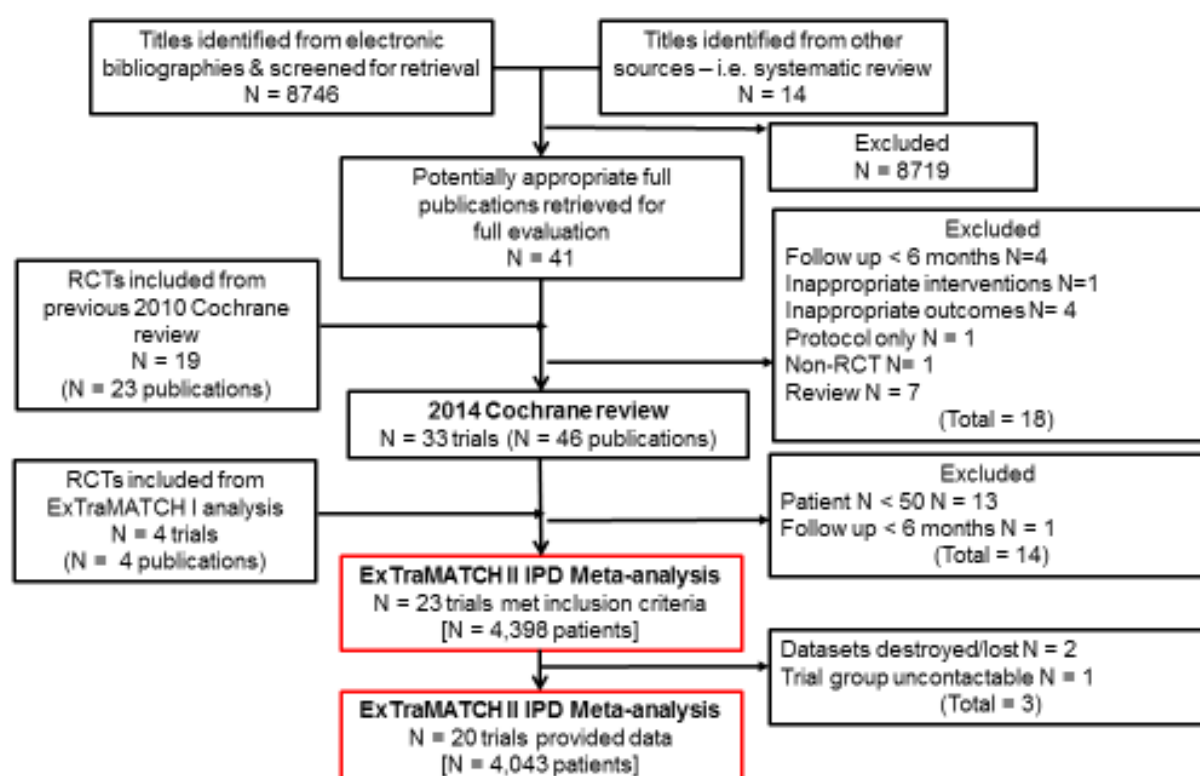 Titles identified from electronic
bibliographies & screened for retrieval
N = 8746
Titles identified from other
sources – i.e. systematic review
N = 14
Excluded
N = 8719
Potentially appropriate full
publications retrieved for
full evaluation
N = 41
RCTs included from
previous 2010 Cochrane
review
N = 19
(N = 23 publications)
Excluded
Follow up < 6 months N=4
Inappropriate interventions N=1
Inappropriate outcomes N= 4
Protocol only N = 1
Non-RCT N= 1
Review N = 7
(Total = 18)
2014 Cochrane review
N = 33 trials (N = 46 publications)
RCTs included from
ExTraMATCH I analysis
N = 4 trials
(N = 4 publications)
Excluded
Patient N < 50 N = 13
Follow up < 6 months N = 1
(Total = 14)
ExTraMATCH II IPD Meta-analysis
N = 23 trials met inclusion criteria
[N = 4,398 patients]
Datasets destroyed/lost N = 2
Trial group uncontactable N = 1
(Total = 3)
ExTraMATCH II IPD Meta-analysis
N = 20 trials provided data
[N = 4,043 patients]